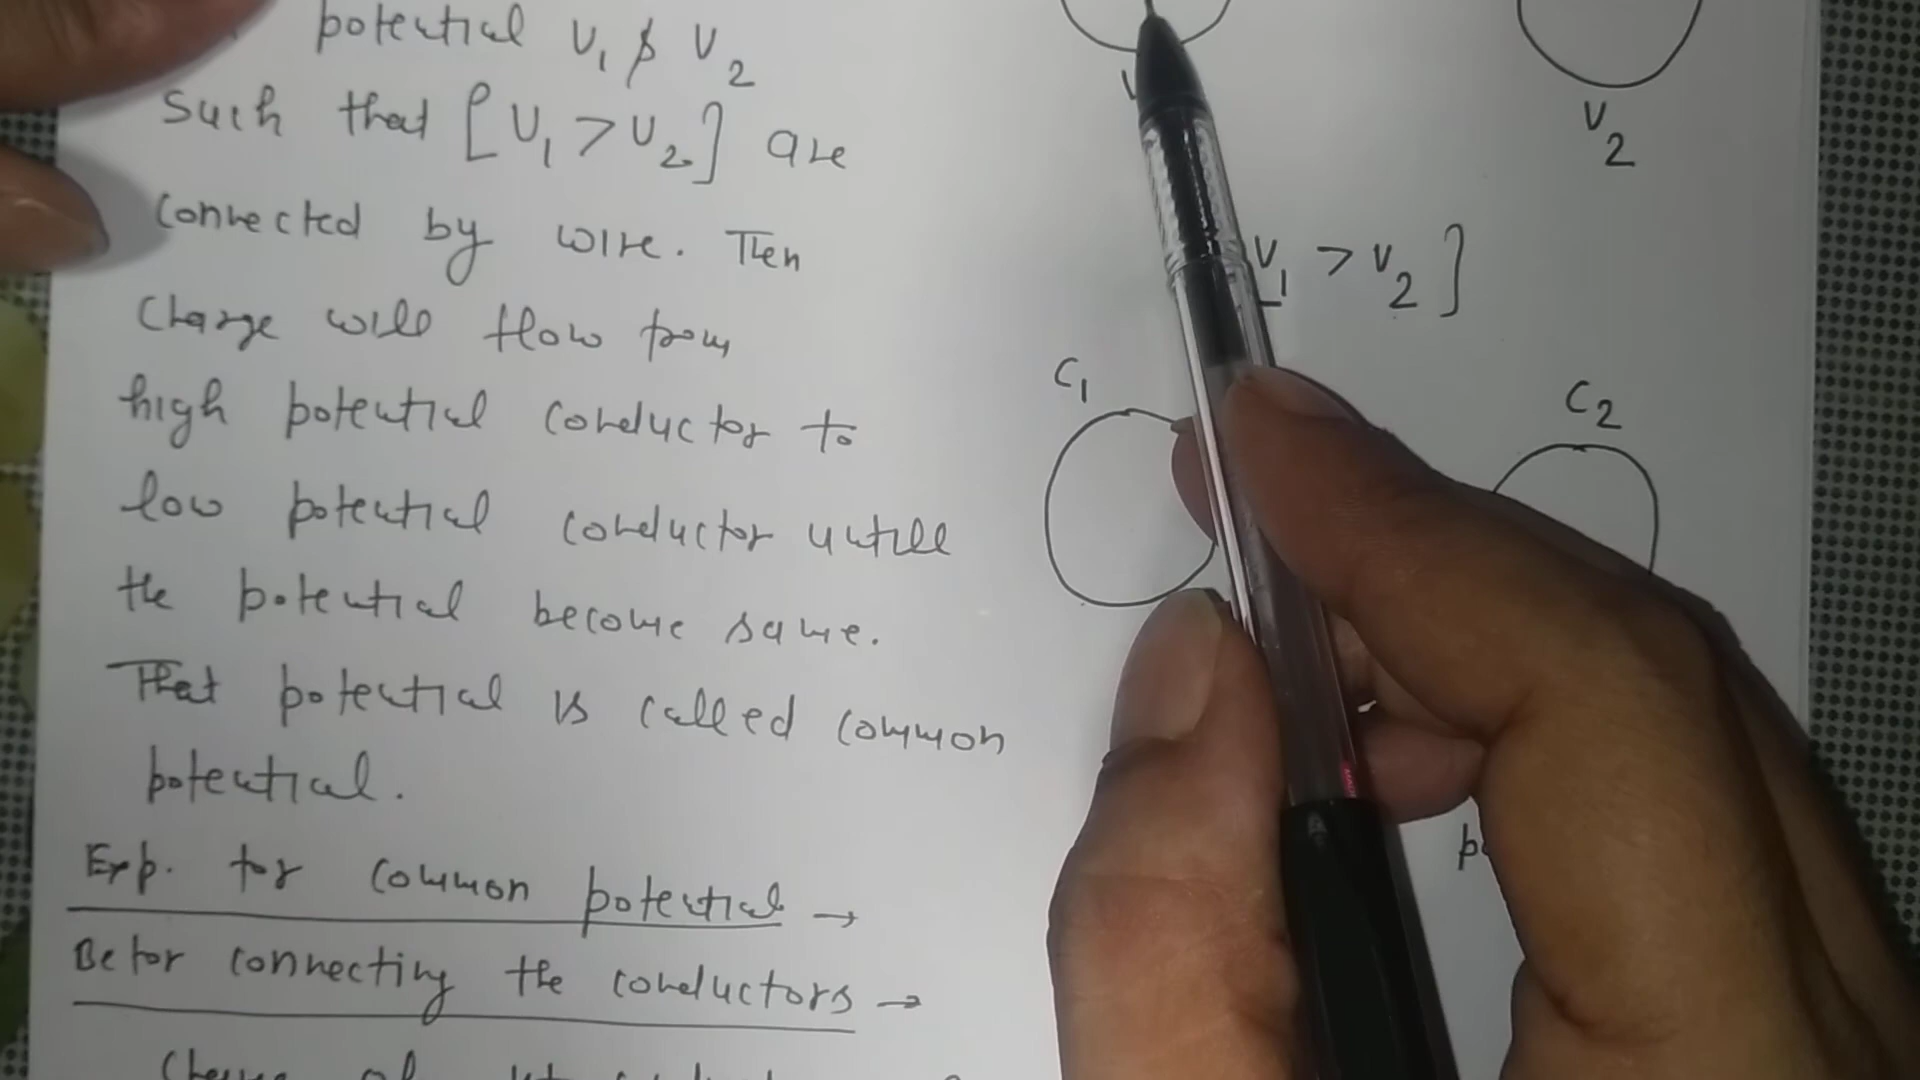 potential V1 & V2
Such that [V1 > V2] are
connected by wire. Then
Charge will flow from
high potential conductor to
low potential conductor untill
the potential become same.
That potential is called common
potential.
Exp. for common potential →
Befor connecting the conductors →
V2
V1 > V2]
C1
C2